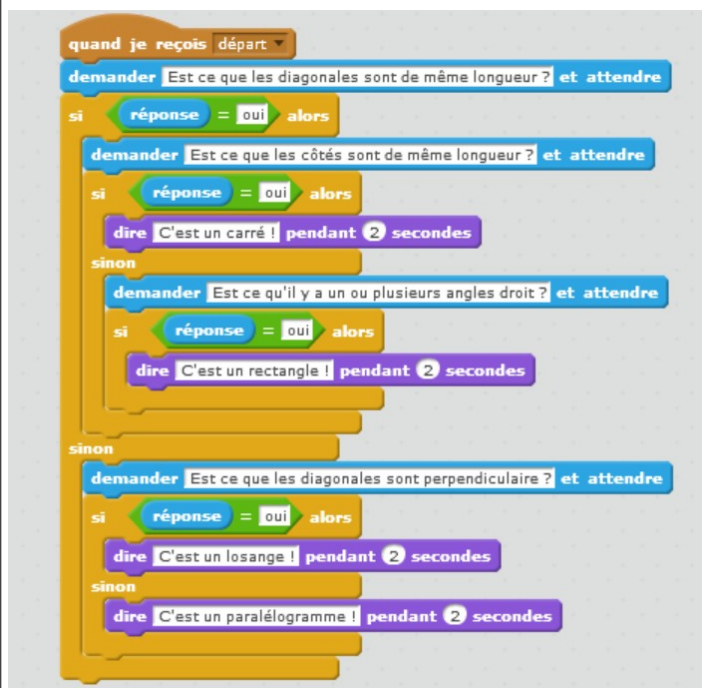 quand je reçois départ
demander Est ce que les diagonales sont de même longueur ? et attendre
si réponse = oui alors
demander Est ce que les côtés sont de même longueur ? et attendre
si réponse = oui alors
dire C'est un carré ! pendant 2 secondes
sinon
demander Est ce qu'il y a un ou plusieurs angles droit ? et attendre
si réponse = oui alors
dire C'est un rectangle ! pendant 2 secondes
sinon
demander Est ce que les diagonales sont perpendiculaire ? et attendre
si réponse = oui alors
dire C'est un losange ! pendant 2 secondes
sinon
dire C'est un paralélogramme ! pendant 2 secondes